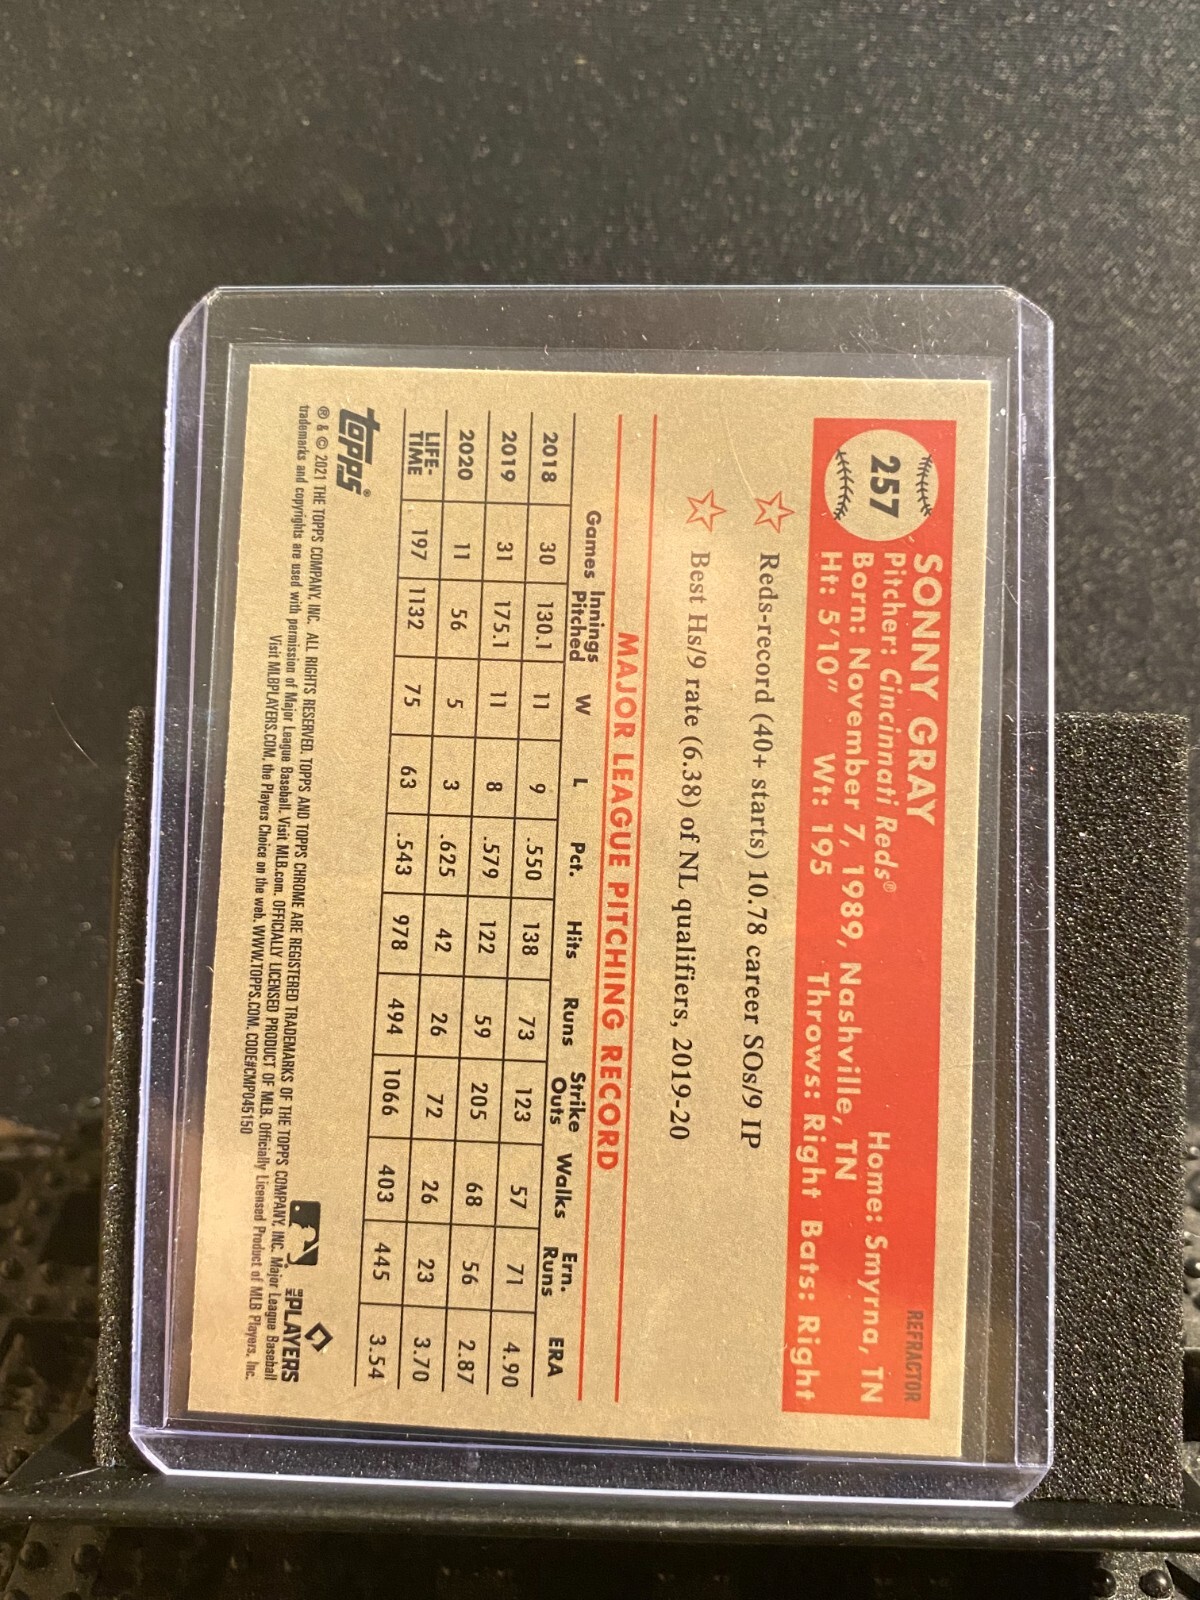 257
REFRACTOR
SONNY GRAY
Pitcher: Cincinnati Reds® Home: Smyrna, TN
Born: November 7, 1989, Nashville, TN
Ht: 5'10" Wt: 195 Throws: Right Bats: Right
Reds-record (40+ starts) 10.78 career SOs/9 IP
Best Hs/9 rate (6.38) of NL qualifiers, 2019-20
MAJOR LEAGUE PITCHING RECORD
Games Innings Pitched W L Pct. Hits Runs Strike Outs Walks Ern. Runs ERA
2018 30 130.1 11 9 .550 138 73 123 57 71 4.90
2019 31 175.1 11 8 .579 122 59 205 68 56 2.87
2020 11 56 5 3 .625 42 26 72 26 23 3.70
LIFE-TIME 197 1132 75 63 .543 978 494 1066 403 445 3.54
topps®
MLB PLAYERS
® & © 2021 THE TOPPS COMPANY, INC. ALL RIGHTS RESERVED. TOPPS AND TOPPS CHROME ARE REGISTERED TRADEMARKS OF THE TOPPS COMPANY, INC. Major League Baseball
trademarks and copyrights are used with permission of Major League Baseball. Visit MLB.com. OFFICIALLY LICENSED PRODUCT OF MLB. Officially Licensed Product of MLB Players, Inc.
Visit MLBPLAYERS.COM, the Players Choice on the web. WWW.TOPPS.COM. CODE#CMP045150